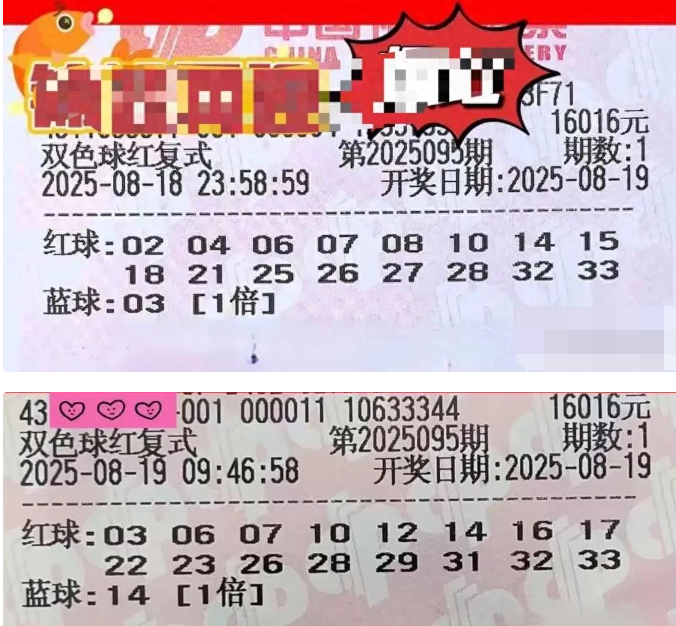 3F71
16016元
双色球红复式 第2025095期 期数:1
2025-08-18 23:58:59 开奖日期:2025-08-19
红球:02 04 06 07 08 10 14 15
18 21 25 26 27 28 32 33
蓝球:03 [1倍]
43 -001 000011 10633344 16016元
双色球红复式 第2025095期 期数:1
2025-08-19 09:46:58 开奖日期:2025-08-19
红球:03 06 07 10 12 14 16 17
22 23 26 28 29 31 32 33
蓝球:14 [1倍]